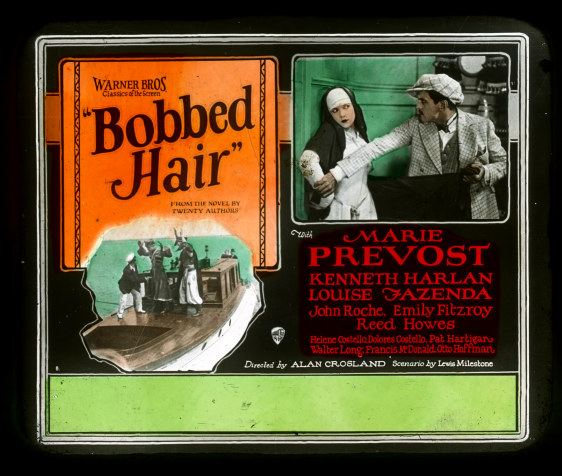 WARNER BROS
Classics of the Screen
"Bobbed
Hair"
FROM THE NOVEL BY
TWENTY AUTHORS
With
MARIE
PREVOST
KENNETH HARLAN
LOUISE FAZENDA
John Roche, Emily Fitzroy
Reed Howes
Helene Costello, Dolores Costello, Pat Hartigan,
Walter Long, Francis McDonald, Otto Hoffman,
WB
Directed by ALAN CROSLAND Scenario by Lewis Milestone